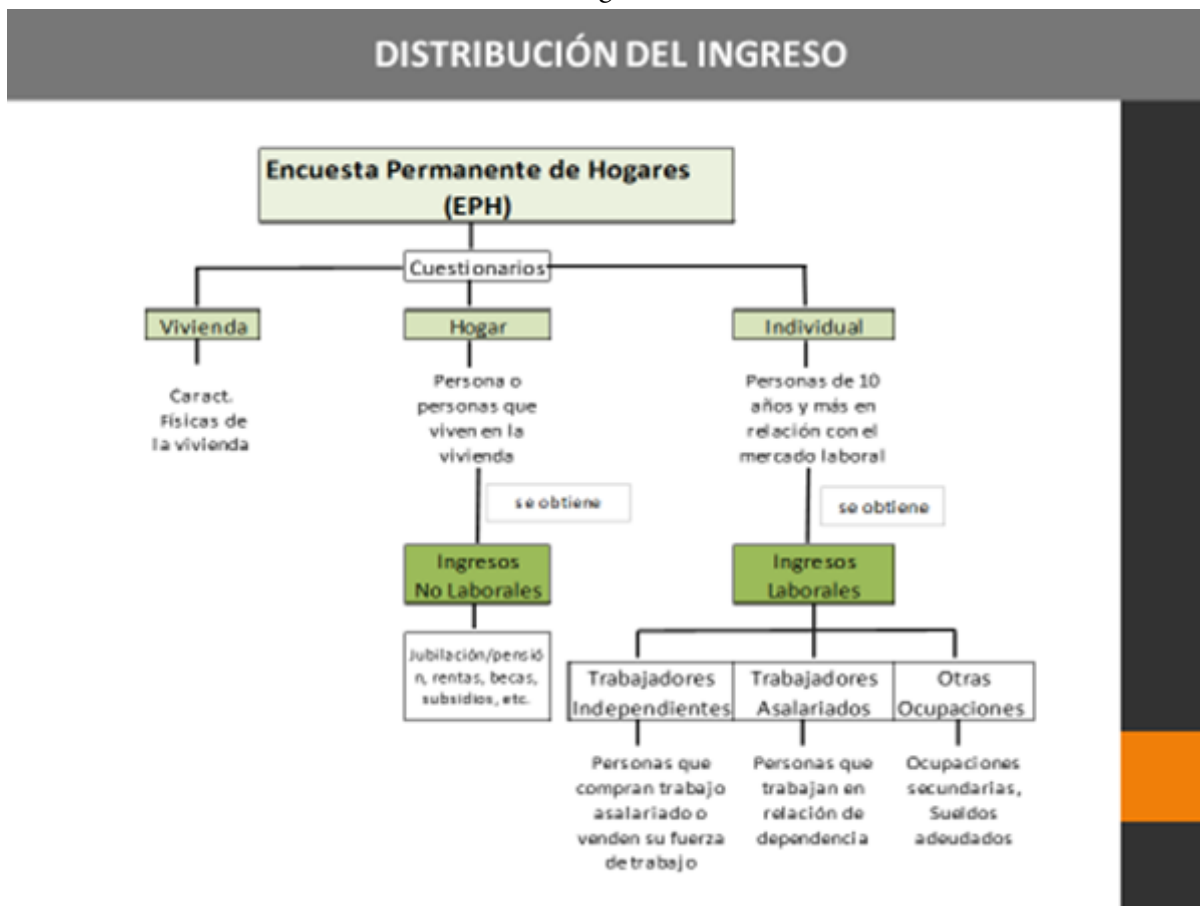 DISTRIBUCIÓN DEL INGRESO
Encuesta Permanente de Hogares
(EPH)
Cuestionarios
Vivienda
Hogar
Individual
Caract.
Físicas de
la vivienda
Persona o
personas que
viven en la
vivienda
Personas de 10
años y más en
relación con el
mercado laboral
se obtiene
se obtiene
Ingresos
No Laborales
Ingresos
Laborales
Jubilación/pensió
n, rentas, becas,
subsidios, etc.
Trabajadores
Independientes
Trabajadores
Asalariados
Otras
Ocupaciones
Personas que
compran trabajo
asalariado o
venden su fuerza
de trabajo
Personas que
trabajan en
relación de
dependencia
Ocupaciones
secundarias,
Sueldos
adeudados